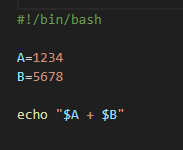 #!/bin/bash
A=1234
B=5678
echo "$A + $B"